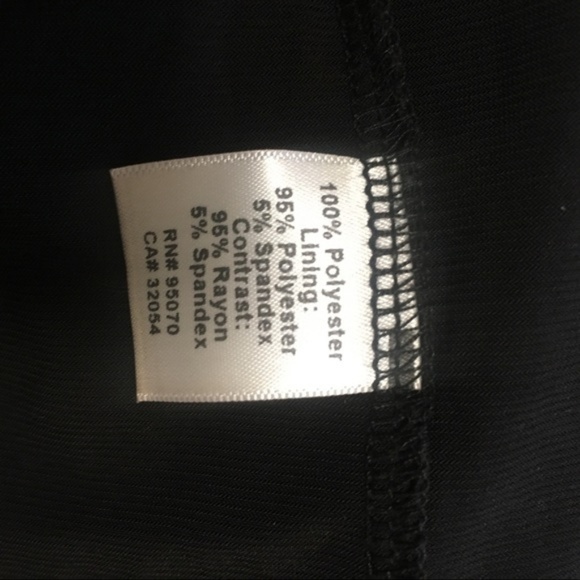 100% Polyester
Lining:
95% Polyester
5% Spandex
Contrast:
95% Rayon
5% Spandex
RN# 95070
CA# 32054